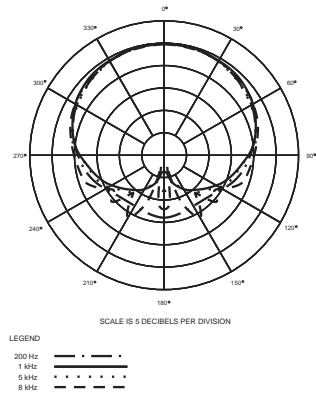 0°
330° 30°
300° 60°
270° 90°
240° 120°
210° 150°
180°
SCALE IS 5 DECIBELS PER DIVISION
LEGEND
200 Hz
1 kHz
5 kHz
8 kHz